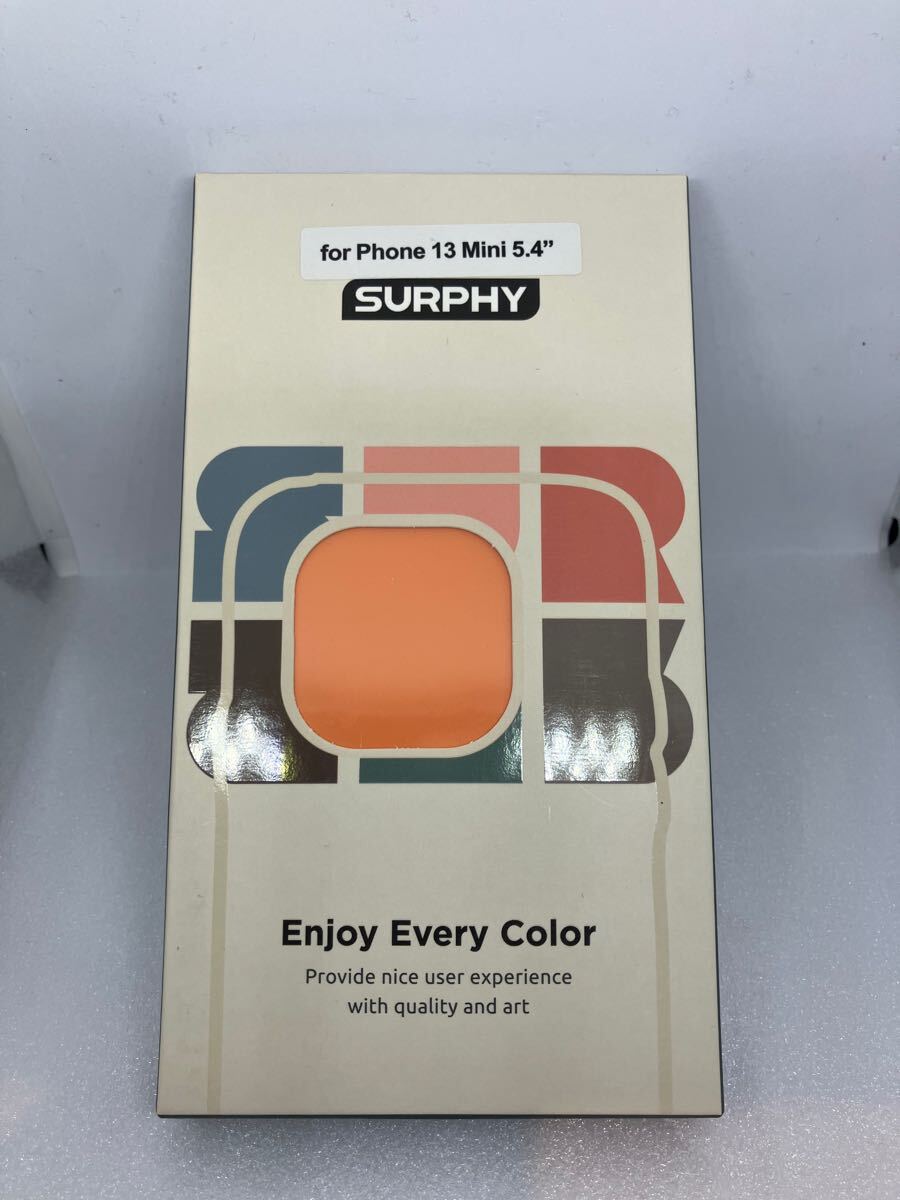 for Phone 13 Mini 5.4”
SURPHY
Enjoy Every Color
Provide nice user experience
with quality and art